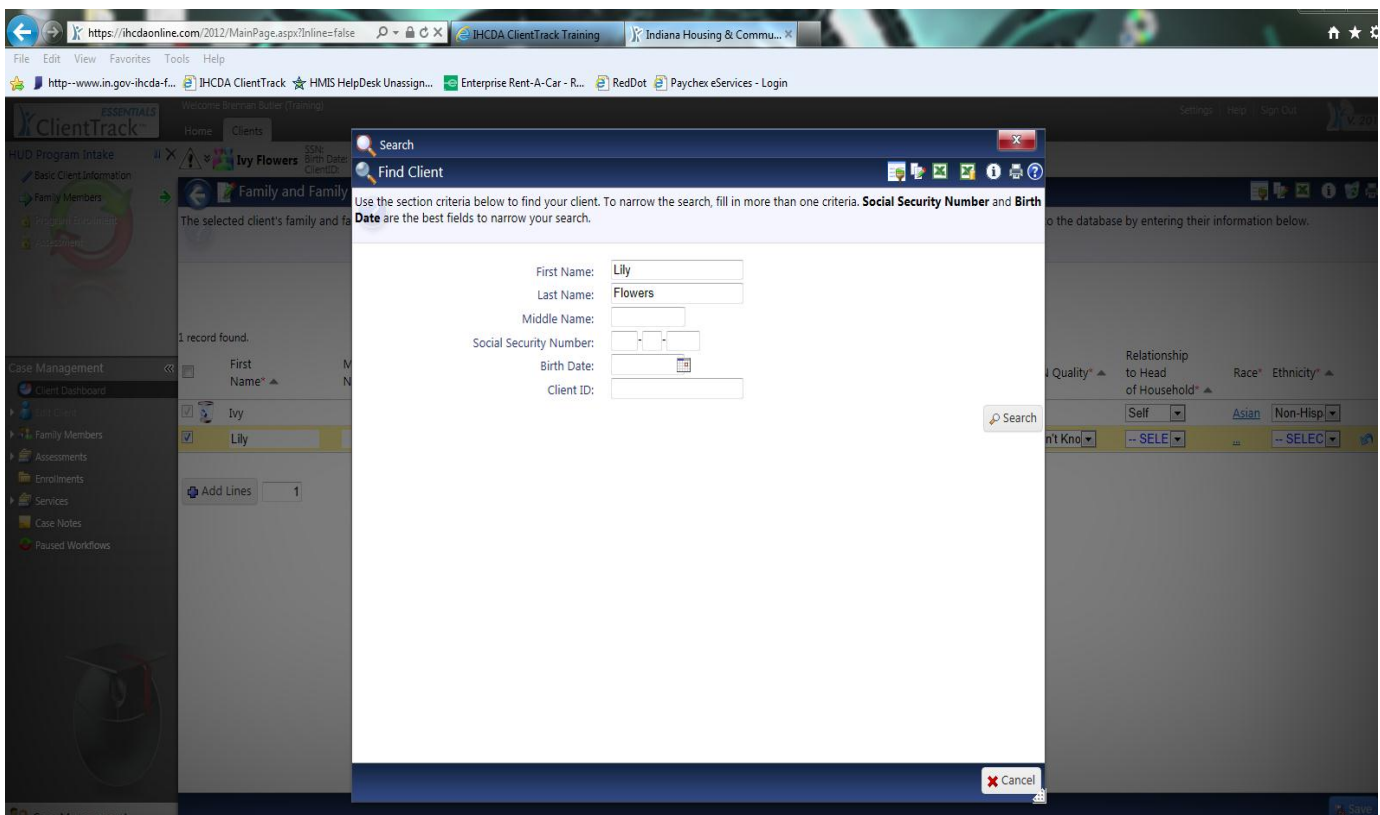 https://ihcdaonline.com/2012/MainPage.aspx?Inline=false
IHCDA ClientTrack Training
Indiana Housing & Commu...
File Edit View Favorites Tools Help
http--www.in.gov-ihcda-f...
IHCDA ClientTrack
HMIS HelpDesk Unassign...
Enterprise Rent-A-Car - R...
RedDot
Paychex eServices - Login
ESSENTIALS
ClientTrack
Welcome Brennan Butler (Training)
Settings Help Sign Out
Home Clients
HUD Program Intake
Basic Client Information
Family Members
Program Enrollment
Assessment
Ivy Flowers
SSN:
Birth Date:
ClientID:
Family and Family
The selected client's family and fa
o the database by entering their information below.
Search
Find Client
Use the section criteria below to find your client. To narrow the search, fill in more than one criteria. Social Security Number and Birth
Date are the best fields to narrow your search.
First Name: Lily
Last Name: Flowers
Middle Name:
Social Security Number: - -
Birth Date:
Client ID:
Search
Cancel
1 record found.
First
Name*
M
N
Quality*
Relationship
to Head
of Household*
Race*
Ethnicity*
Ivy
Self
Asian
Non-Hisp
Lily
n't Kno
-- SELE
...
-- SELEC
Add Lines 1
Case Management
Client Dashboard
Edit Client
Family Members
Assessments
Enrollments
Services
Case Notes
Paused Workflows
Save